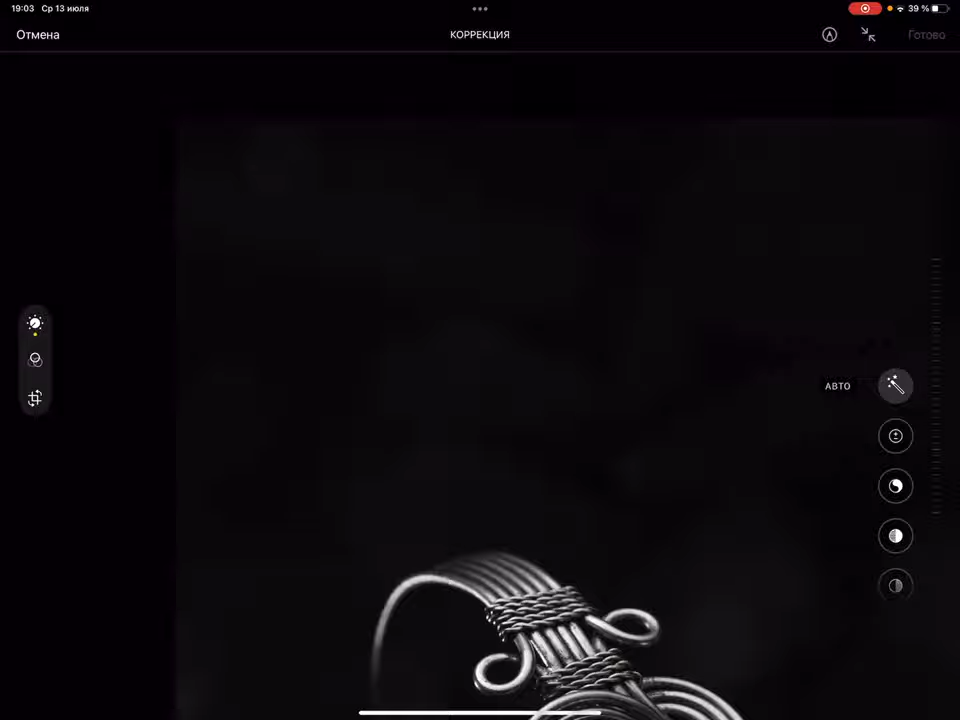 19:03 Ср 13 июля
39 %
Отмена
КОРРЕКЦИЯ
Готово
АВТО